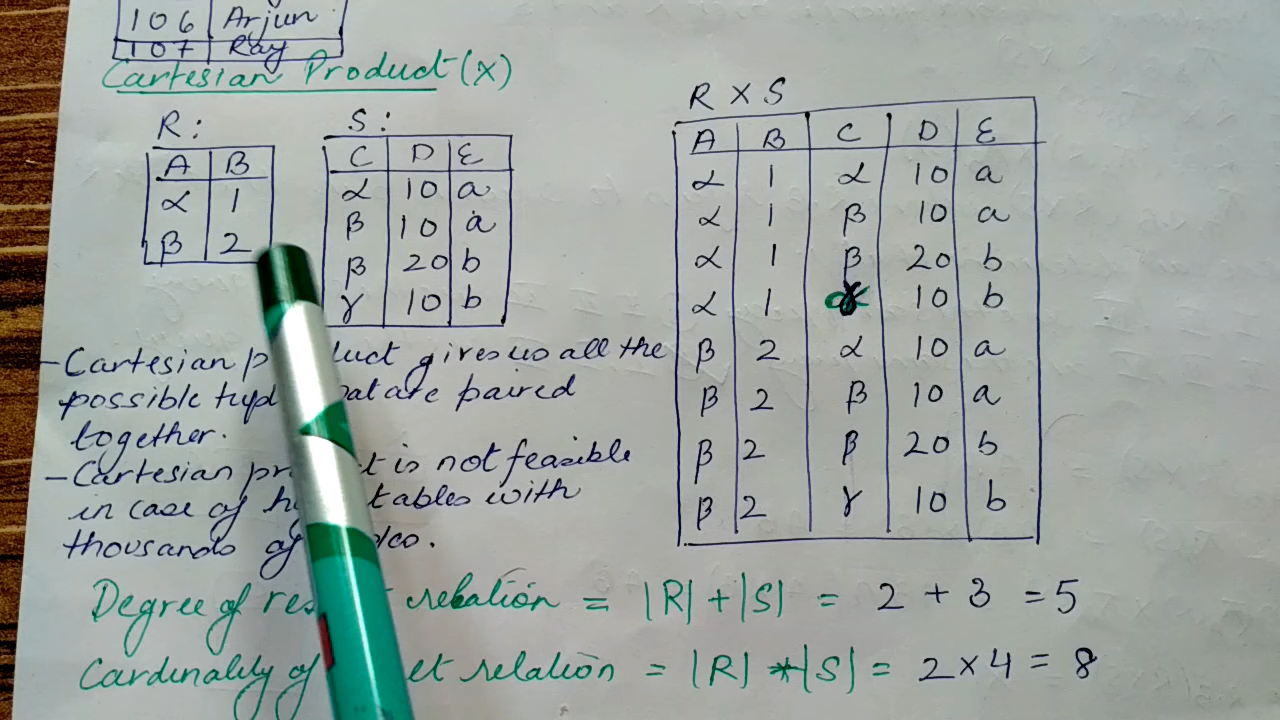 106 Arjun
107 Ray
Cartesian Product (X)
R:
A B
α 1
β 2
S:
C D E
α 10 a
β 10 a
β 20 b
γ 10 b
R X S
A B C D E
α 1 α 10 a
α 1 β 10 a
α 1 β 20 b
α 1 γ 10 b
β 2 α 10 a
β 2 β 10 a
β 2 β 20 b
β 2 γ 10 b
- Cartesian gives us all the
possible are paired
together.
- Cartesian is not feasible
in case of tables with
thousands of
Degree of relation = |R| + |S| = 2 + 3 = 5
Cardinality of relation = |R| * |S| = 2 x 4 = 8